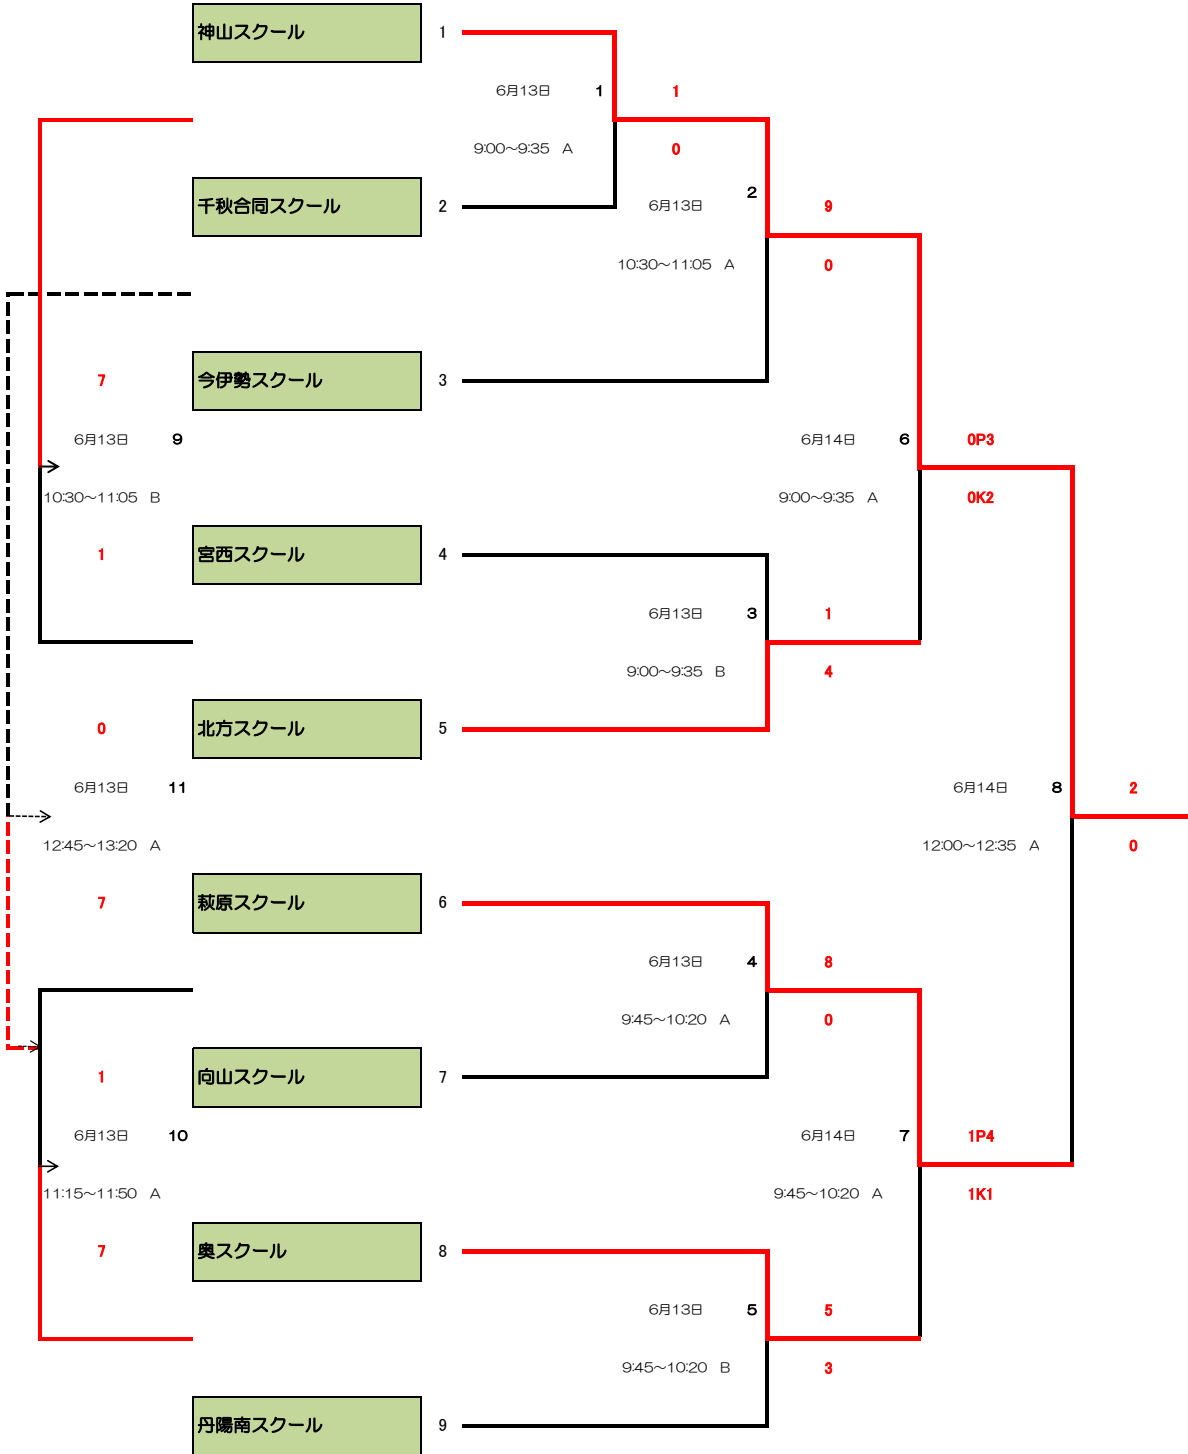 神山スクール 1
6月13日 1 1
9:00～9:35 A 0
千秋合同スクール 2 6月13日 2 9
10:30～11:05 A 0
7 今伊勢スクール 3
6月13日 9 6月14日 6 0P3
10:30～11:05 B 9:00～9:35 A 0K2
1 宮西スクール 4
6月13日 3 1
9:00～9:35 B 4
0 北方スクール 5
6月13日 11 6月14日 8 2
12:45～13:20 A 12:00～12:35 A 0
7 萩原スクール 6
6月13日 4 8
9:45～10:20 A 0
1 向山スクール 7
6月13日 10 6月14日 7 1P4
11:15～11:50 A 9:45～10:20 A 1K1
7 奥スクール 8
6月13日 5 5
9:45～10:20 B 3
丹陽南スクール 9